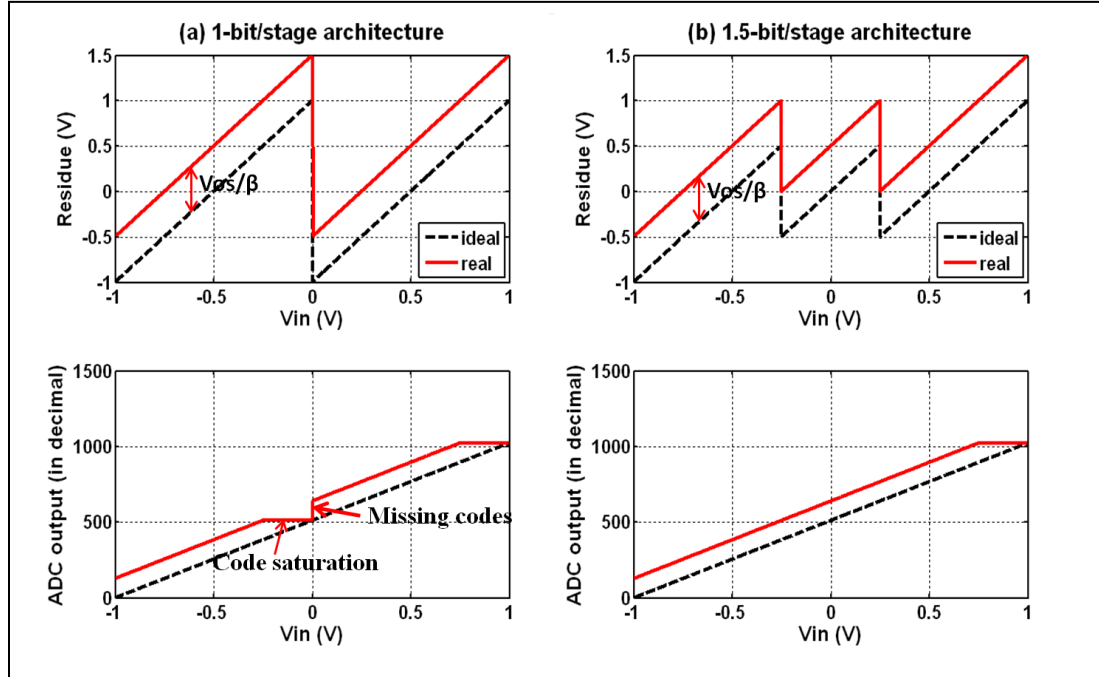 (a) 1-bit/stage architecture
1.5
1
0.5
0
-0.5
-1
Residue (V)
Vos/β
ideal
real
-1
-0.5
0
0.5
1
Vin (V)
(b) 1.5-bit/stage architecture
1.5
1
0.5
0
-0.5
-1
Residue (V)
Vos/β
ideal
real
-1
-0.5
0
0.5
1
Vin (V)
1500
1000
500
0
ADC output (in decimal)
Missing codes
Code saturation
-1
-0.5
0
0.5
1
Vin (V)
1500
1000
500
0
ADC output (in decimal)
-1
-0.5
0
0.5
1
Vin (V)